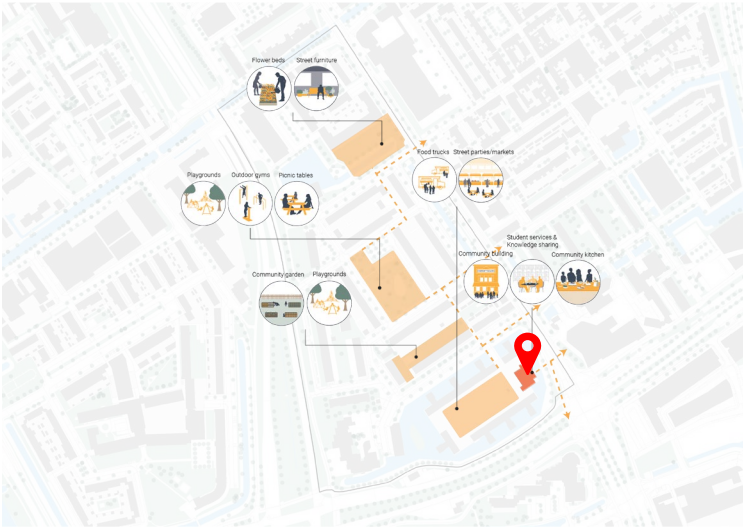 Flower beds
Street furniture
Food trucks
Street parties/markets
Playgrounds
Outdoor gyms
Picnic tables
Student services &
Knowledge sharing
Community Building
Community kitchen
Community garden
Playgrounds